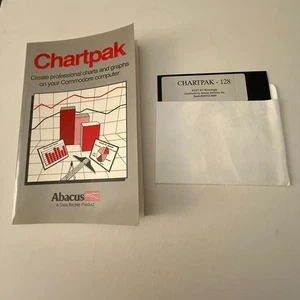 Chartpak
Create professional charts and graphs
on your Commodore computer
Abacus
A Data Becker Product
CHARTPAK - 128